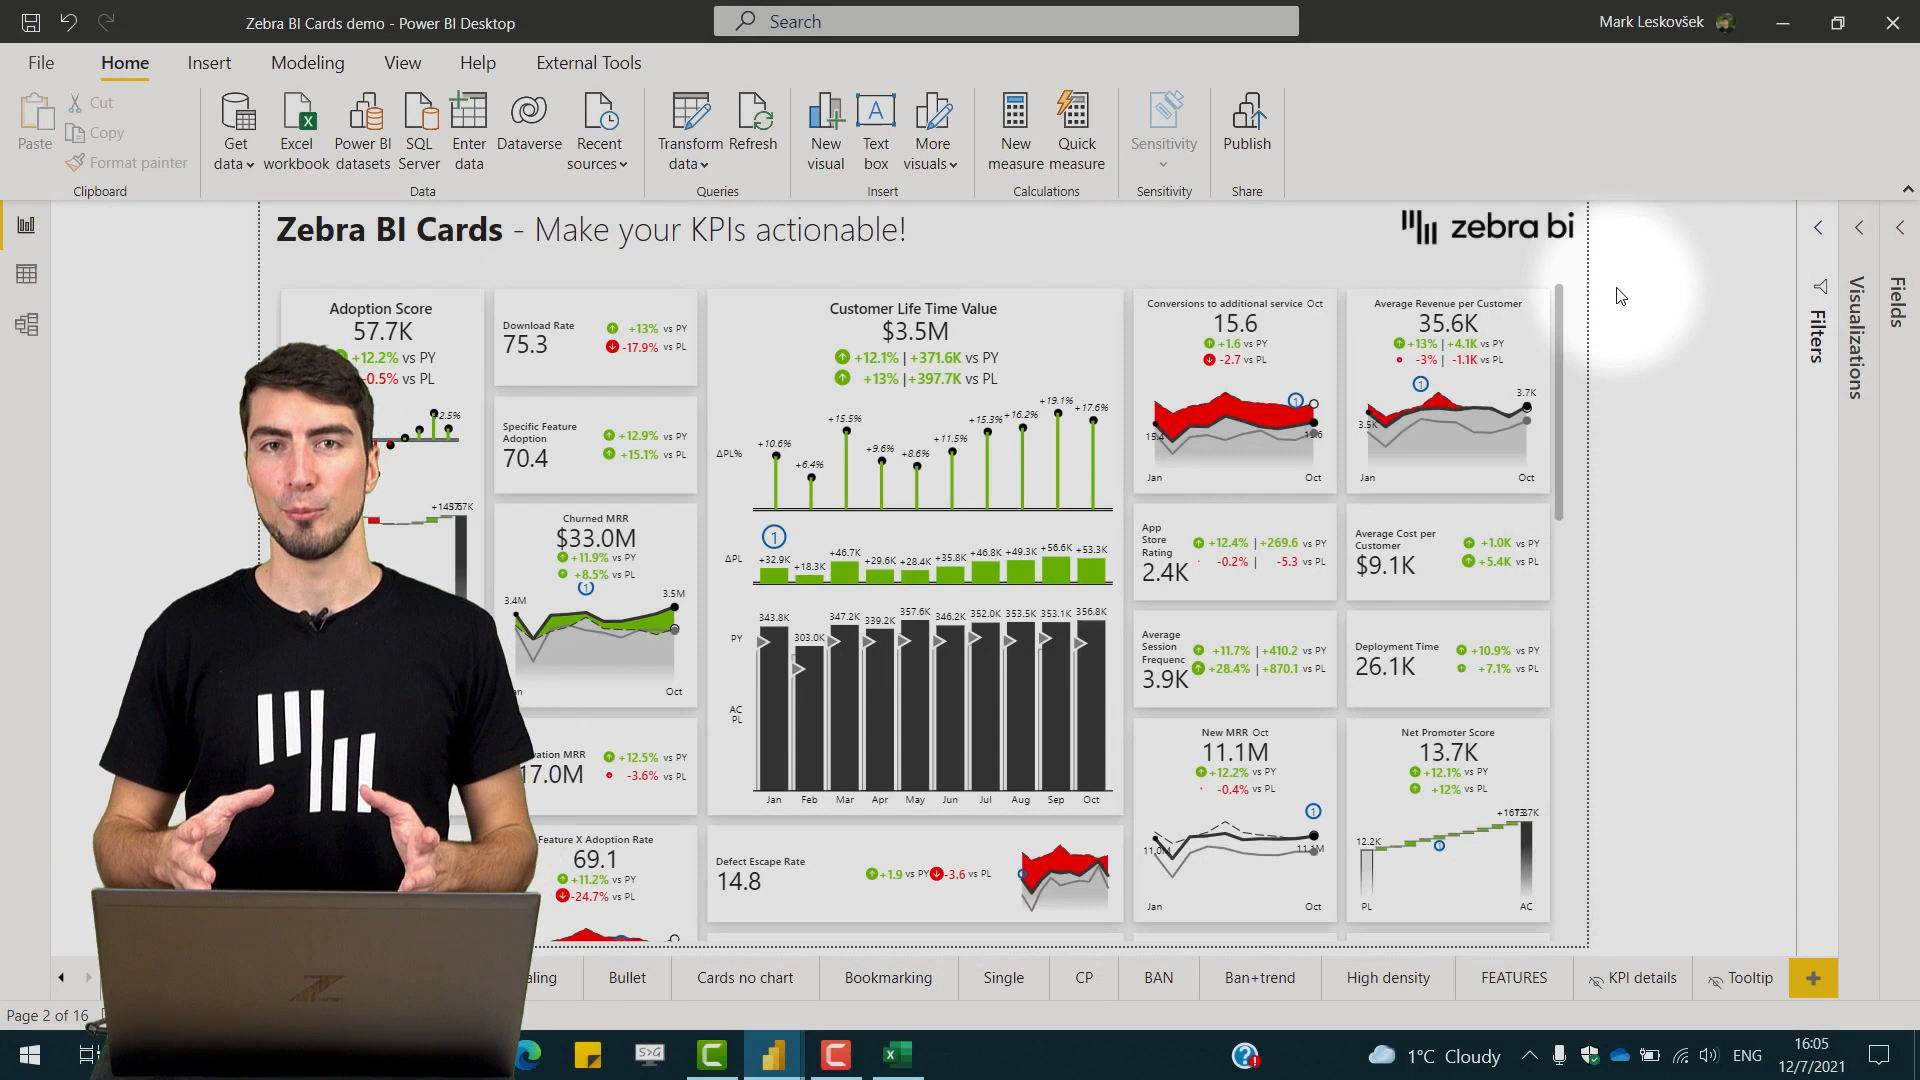 Zebra BI Cards demo - Power BI Desktop
Search
Mark Leskovšek
File
Home
Insert
Modeling
View
Help
External Tools
Paste
Cut
Copy
Format painter
Clipboard
Get data
Excel workbook
Power BI datasets
SQL Server
Enter data
Dataverse
Recent sources
Data
Transform data
Refresh
Queries
New visual
Text box
More visuals
Insert
New measure
Quick measure
Calculations
Sensitivity
Sensitivity
Publish
Share
Zebra BI Cards - Make your KPIs actionable!
zebra bi
Filters
Visualizations
Fields
Adoption Score
57.7K
+12.2% vs PY
-0.5% vs PL
Download Rate
75.3
+13% vs PY
-17.9% vs PL
Specific Feature
Adoption
70.4
+12.9% vs PY
+15.1% vs PL
Churned MRR
$33.0M
+11.9% vs PY
+8.5% vs PL
1
3.4M
3.5M
Oct
17.0M
+12.5% vs PY
-3.6% vs PL
Feature X Adoption Rate
69.1
+11.2% vs PY
-24.7% vs PL
Customer Life Time Value
$3.5M
+12.1% | +371.6K vs PY
+13% | +397.7K vs PL
ΔPL%
+10.6%
+6.4%
+15.5%
+9.6%
+8.6%
+11.5%
+15.3%
+16.2%
+19.1%
+17.6%
1
ΔPL
+32.9K
+18.3K
+46.7K
+29.6K
+28.4K
+35.8K
+46.8K
+49.3K
+56.6K
+53.3K
PY
343.8K
303.0K
347.2K
339.2K
357.6K
346.2K
352.0K
353.5K
353.1K
356.8K
AC
PL
Jan
Feb
Mar
Apr
May
Jun
Jul
Aug
Sep
Oct
Defect Escape Rate
14.8
+1.9 vs PY
-3.6 vs PL
Conversions to additional service Oct
15.6
+1.6 vs PY
-2.7 vs PL
1
Jan
Oct
Average Revenue per Customer
35.6K
+13% | +4.1K vs PY
-3% | -1.1K vs PL
1
3.5K
3.7K
Jan
Oct
App
Store
Rating
2.4K
+12.4% | +269.6 vs PY
-0.2% | -5.3 vs PL
Average Cost per
Customer
$9.1K
+1.0K vs PY
+5.4K vs PL
Average
Session
Frequenc
3.9K
+11.7% | +410.2 vs PY
+28.4% | +870.1 vs PL
Deployment Time
26.1K
+10.9% vs PY
+7.1% vs PL
New MRR Oct
11.1M
+12.2% vs PY
-0.4% vs PL
1
Jan
Oct
Net Promoter Score
13.7K
+12.1% vs PY
+12% vs PL
12.2K
1
PL
AC
Bullet
Cards no chart
Bookmarking
Single
CP
BAN
Ban+trend
High density
FEATURES
KPI details
Tooltip
Page 2 of 16
1°C Cloudy
ENG
16:05
12/7/2021